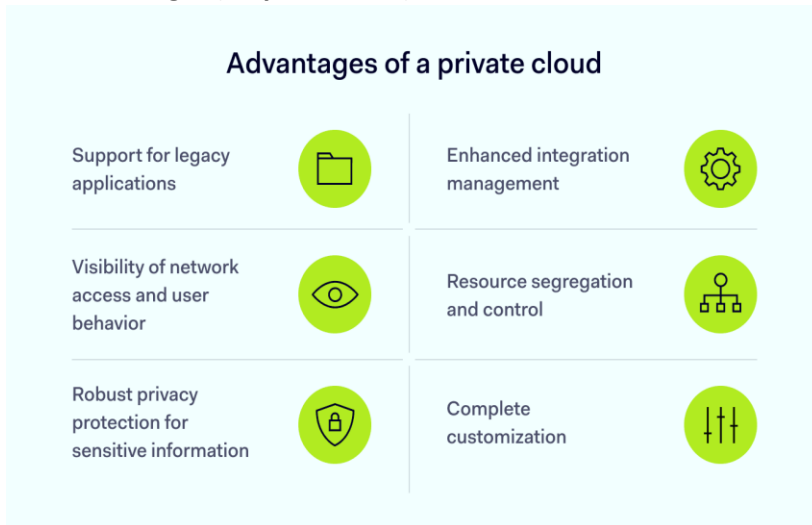 Advantages of a private cloud
Support for legacy
applications
Enhanced integration
management
Visibility of network
access and user
behavior
Resource segregation
and control
Robust privacy
protection for
sensitive information
Complete
customization